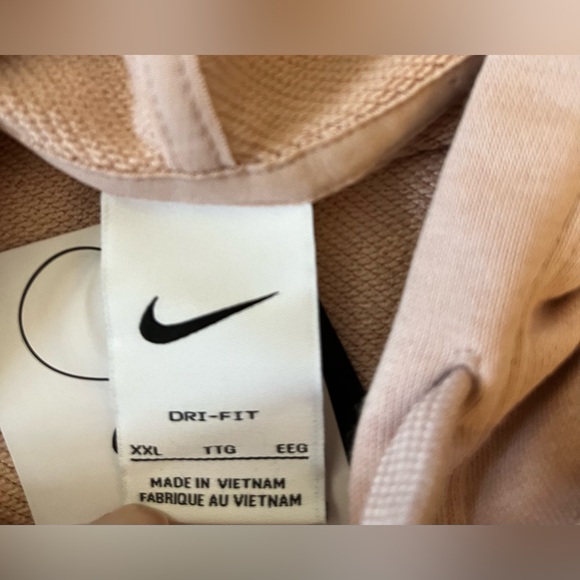 DRI-FIT
XXL TTG EEG
MADE IN VIETNAM
FABRIQUE AU VIETNAM